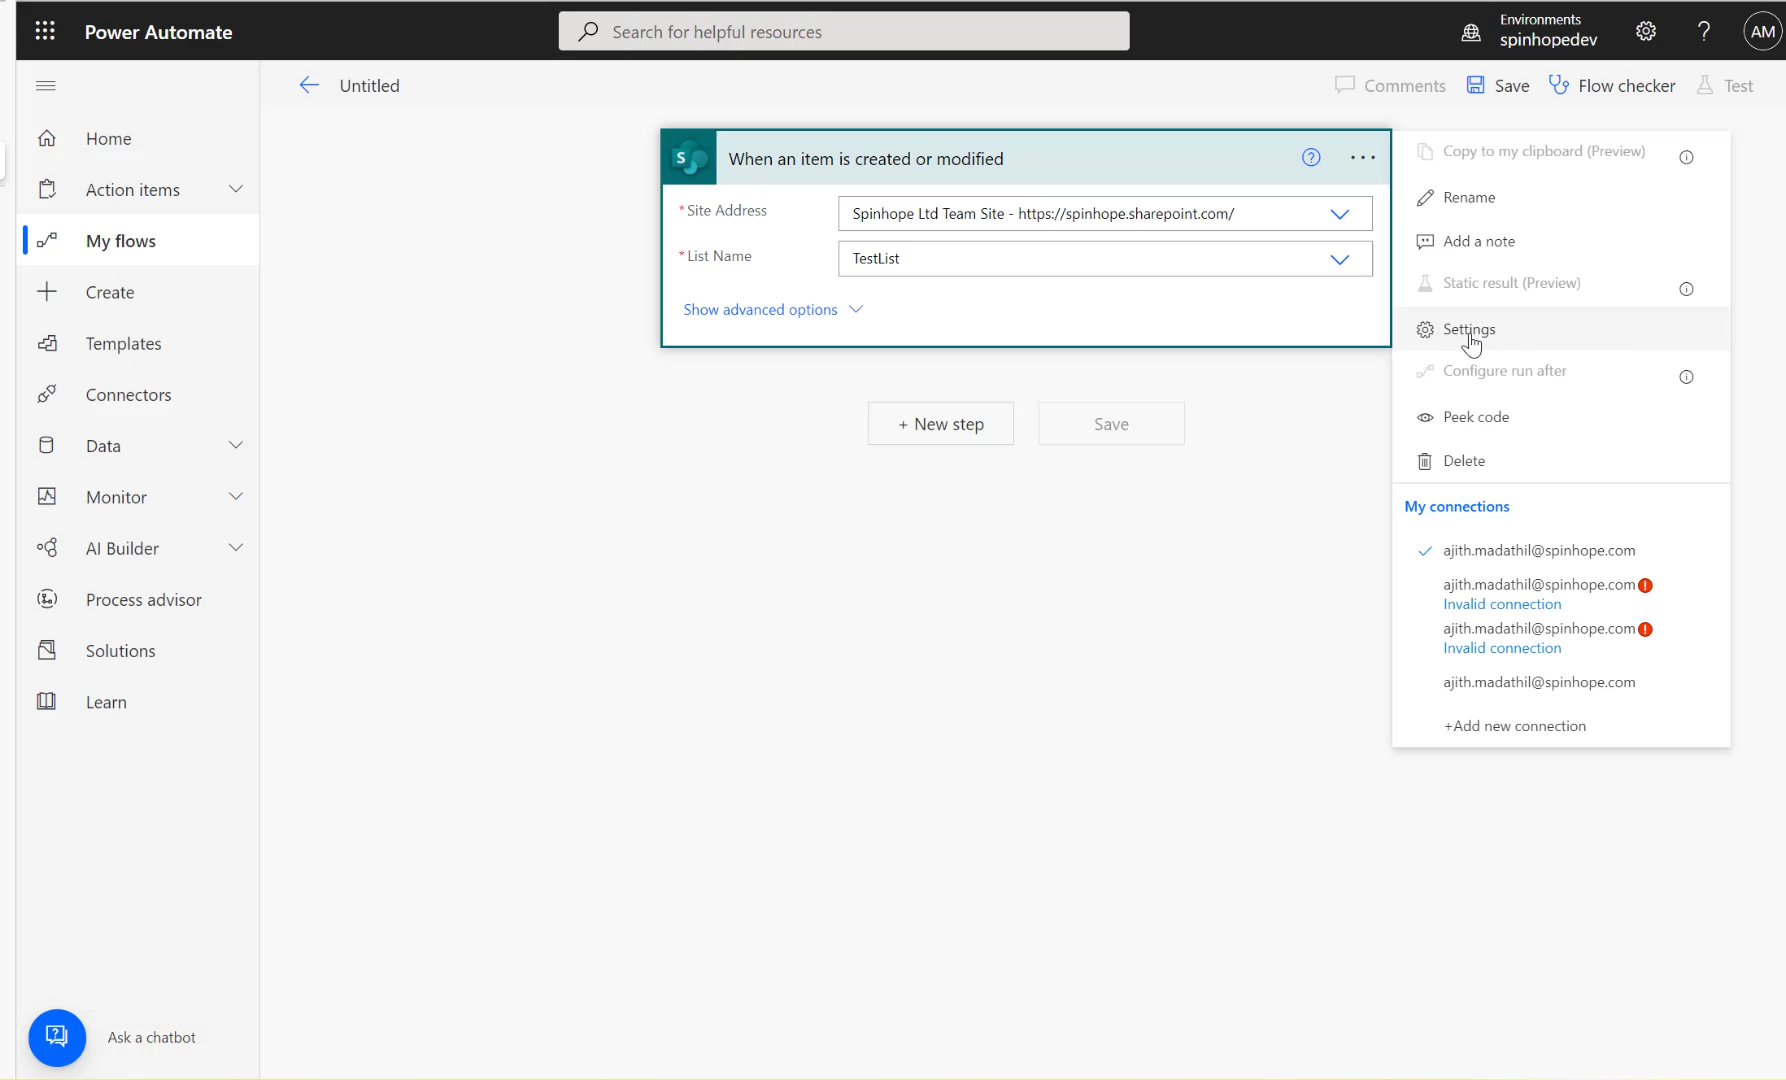 Power Automate
Search for helpful resources
Environments
spinhopedev
AM
Untitled
Comments
Save
Flow checker
Test
Home
Action items
My flows
Create
Templates
Connectors
Data
Monitor
AI Builder
Process advisor
Solutions
Learn
Ask a chatbot
S
When an item is created or modified
* Site Address
Spinhope Ltd Team Site - https://spinhope.sharepoint.com/
* List Name
TestList
Show advanced options
+ New step
Save
Copy to my clipboard (Preview)
Rename
Add a note
Static result (Preview)
Settings
Configure run after
Peek code
Delete
My connections
ajith.madathil@spinhope.com
ajith.madathil@spinhope.com
Invalid connection
ajith.madathil@spinhope.com
Invalid connection
ajith.madathil@spinhope.com
+Add new connection